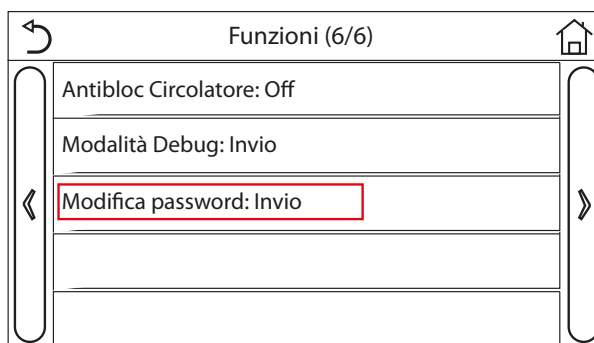 Funzioni (6/6)
Antibloc Circolatore: Off
Modalità Debug: Invio
Modifica password: Invio